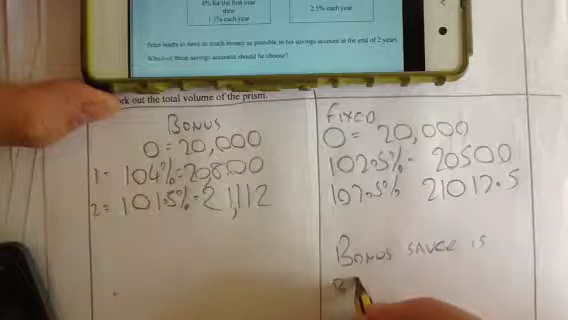 4% for the first year
then
1.5% each year
2.5% each year
Peter wants to have as much money as possible in his savings account at the end of 2 years.
Which of these savings accounts should he choose?
ork out the total volume of the prism.
BONUS
0 = 20,000
1 = 104% = 20,800
2 = 101.5% = 21,112
FIXED
0 = 20,000
102.5% = 20500
102.5% 21012.5
BONUS SAVER IS